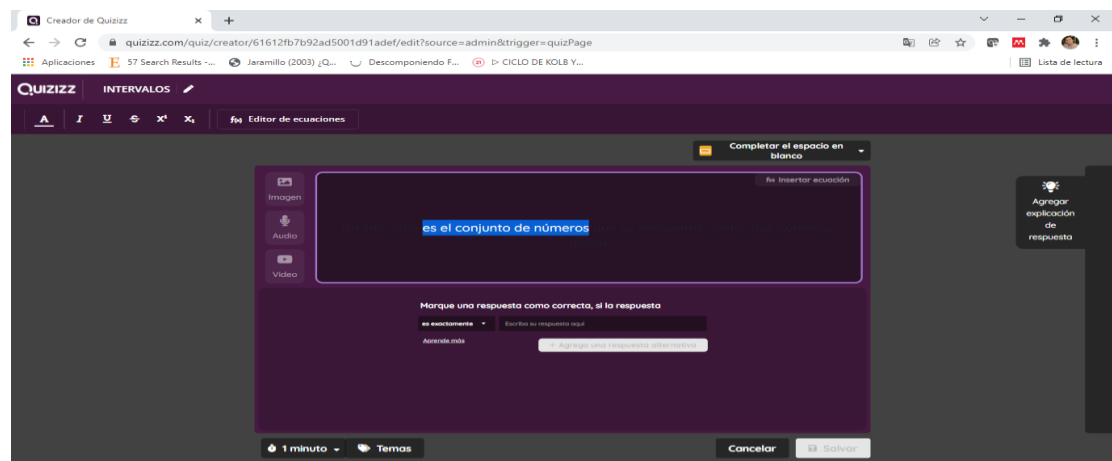 Creador de Quizizz
quizizz.com/quiz/creator/61612fb7b92ad5001d91adef/edit?source=admin&trigger=quizPage
Aplicaciones 57 Search Results -... Jaramillo (2003) ¿Q... Descomponiendo F... ▷ CICLO DE KOLB Y... Lista de lectura
Quizizz INTERVALOS
A I U S X¹ X₁ f(x) Editor de ecuaciones
Completar el espacio en
blanco
Imagen
Audio
Video
f(x) Insertar ecuación
es el conjunto de números
Agregar
explicación
de
respuesta
Marque una respuesta como correcta, si la respuesta
es exactamente Escriba su respuesta aquí
Aprende más + Agrega una respuesta alternativa
1 minuto Temas Cancelar Salvar